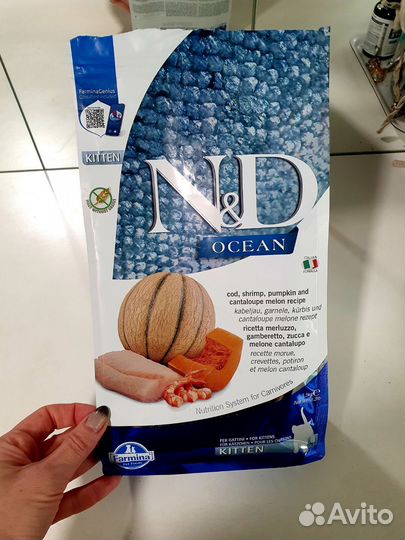 FarminaGenius
KITTEN
N&D
OCEAN
ITALIAN
FORMULA
cod, shrimp, pumpkin and
cantaloupe melon recipe
kabeljau, garnele, kürbis und
cantaloupe melone rezept
ricetta merluzzo,
gamberetto, zucca e
melone cantalupo
recette morue,
crevettes, potiron
et melon cantaloup
Nutrition System for Carnivores
Farmina
PER GATTINI • FOR KITTENS
FÜR KÄTZCHEN • POUR LES CHATONS
KITTEN
Avito